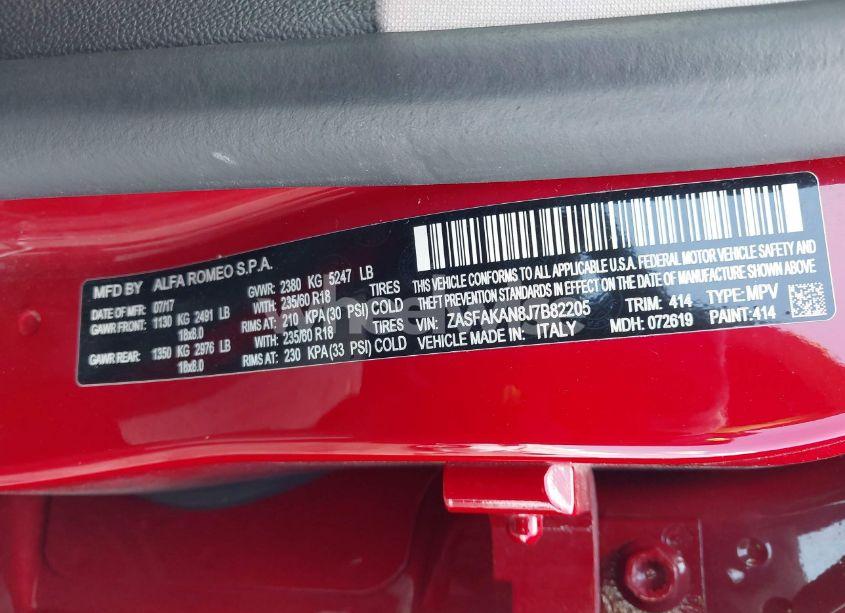 MFD BY ALFA ROMEO S.P.A.
DATE OF MFR: 07/17 GVWR: 2380 KG 5247 LB
GAWR FRONT: 1130 KG 2491 LB WITH: 235/60 R18 TIRES
18x8.0 RIMS AT: 210 KPA (30 PSI) COLD
GAWR REAR: 1350 KG 2976 LB WITH: 235/60 R18 TIRES
18x8.0 RIMS AT: 230 KPA (33 PSI) COLD
THIS VEHICLE CONFORMS TO ALL APPLICABLE U.S.A. FEDERAL MOTOR VEHICLE SAFETY AND
THEFT PREVENTION STANDARDS IN EFFECT ON THE DATE OF MANUFACTURE SHOWN ABOVE.
VIN: ZASFAKAN8J7B82205 TRIM: 414 TYPE: MPV
VEHICLE MADE IN: ITALY MDH: 072619 PAINT: 414